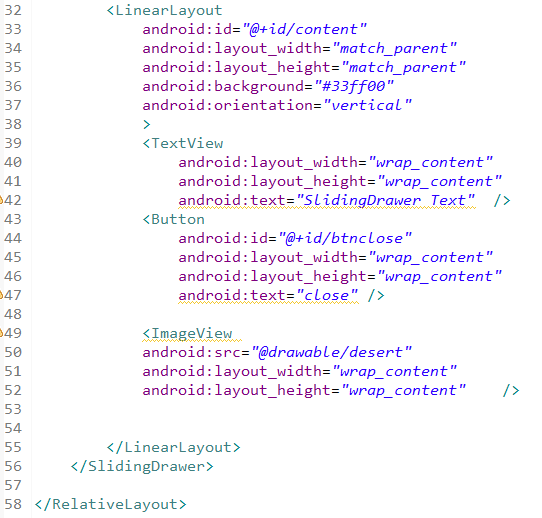 32 <LinearLayout
33 android:id="@+id/content"
34 android:layout_width="match_parent"
35 android:layout_height="match_parent"
36 android:background="#33ff00"
37 android:orientation="vertical"
38 >
39 <TextView
40 android:layout_width="wrap_content"
41 android:layout_height="wrap_content"
42 android:text="SlidingDrawer Text" />
43 <Button
44 android:id="@+id/btnclose"
45 android:layout_width="wrap_content"
46 android:layout_height="wrap_content"
47 android:text="close" />
48
49 <ImageView
50 android:src="@drawable/desert"
51 android:layout_width="wrap_content"
52 android:layout_height="wrap_content" />
53
54
55 </LinearLayout>
56 </SlidingDrawer>
57
58 </RelativeLayout>